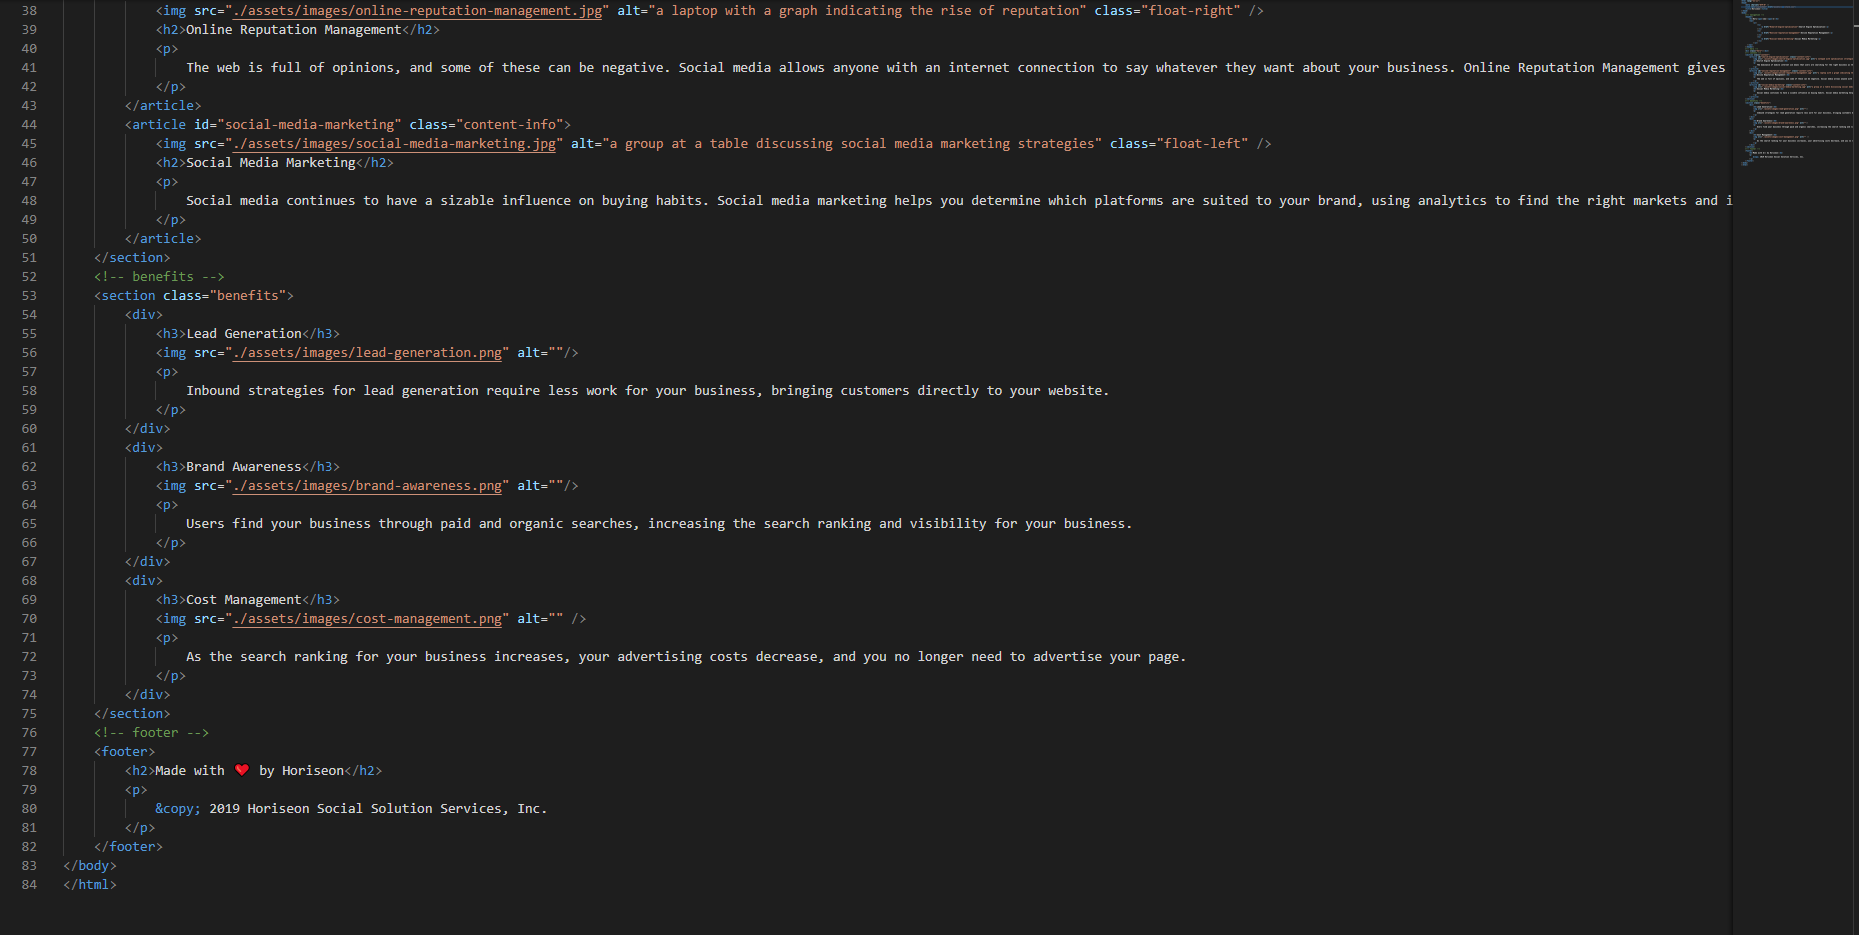 38 <img src="./assets/images/online-reputation-management.jpg" alt="a laptop with a graph indicating the rise of reputation" class="float-right" />
39 <h2>Online Reputation Management</h2>
40 <p>
41 The web is full of opinions, and some of these can be negative. Social media allows anyone with an internet connection to say whatever they want about your business. Online Reputation Management gives
42 </p>
43 </article>
44 <article id="social-media-marketing" class="content-info">
45 <img src="./assets/images/social-media-marketing.jpg" alt="a group at a table discussing social media marketing strategies" class="float-left" />
46 <h2>Social Media Marketing</h2>
47 <p>
48 Social media continues to have a sizable influence on buying habits. Social media marketing helps you determine which platforms are suited to your brand, using analytics to find the right markets and i
49 </p>
50 </article>
51 </section>
52 <!-- benefits -->
53 <section class="benefits">
54 <div>
55 <h3>Lead Generation</h3>
56 <img src="./assets/images/lead-generation.png" alt=""/>
57 <p>
58 Inbound strategies for lead generation require less work for your business, bringing customers directly to your website.
59 </p>
60 </div>
61 <div>
62 <h3>Brand Awareness</h3>
63 <img src="./assets/images/brand-awareness.png" alt=""/>
64 <p>
65 Users find your business through paid and organic searches, increasing the search ranking and visibility for your business.
66 </p>
67 </div>
68 <div>
69 <h3>Cost Management</h3>
70 <img src="./assets/images/cost-management.png" alt="" />
71 <p>
72 As the search ranking for your business increases, your advertising costs decrease, and you no longer need to advertise your page.
73 </p>
74 </div>
75 </section>
76 <!-- footer -->
77 <footer>
78 <h2>Made with ❤️ by Horiseon</h2>
79 <p>
80 &copy; 2019 Horiseon Social Solution Services, Inc.
81 </p>
82 </footer>
83 </body>
84 </html>